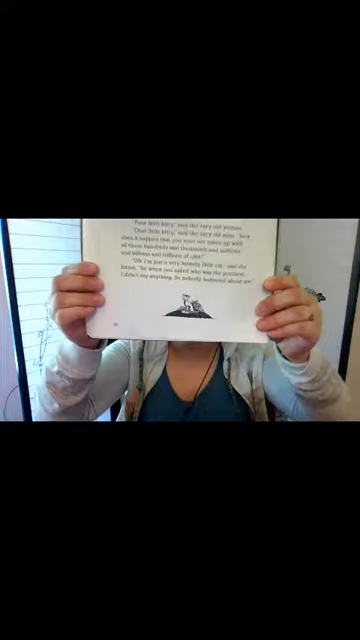 "Poor little kitty," said the very old woman.
"Dear little kitty," said the very old man, "how
does it happen that you were not eaten up with
all those hundreds and thousands and millions
and billions and trillions of cats?"
"Oh, I'm just a very homely little cat," said the
kitten, "So when you asked who was the prettiest,
I didn't say anything. So nobody bothered about me."